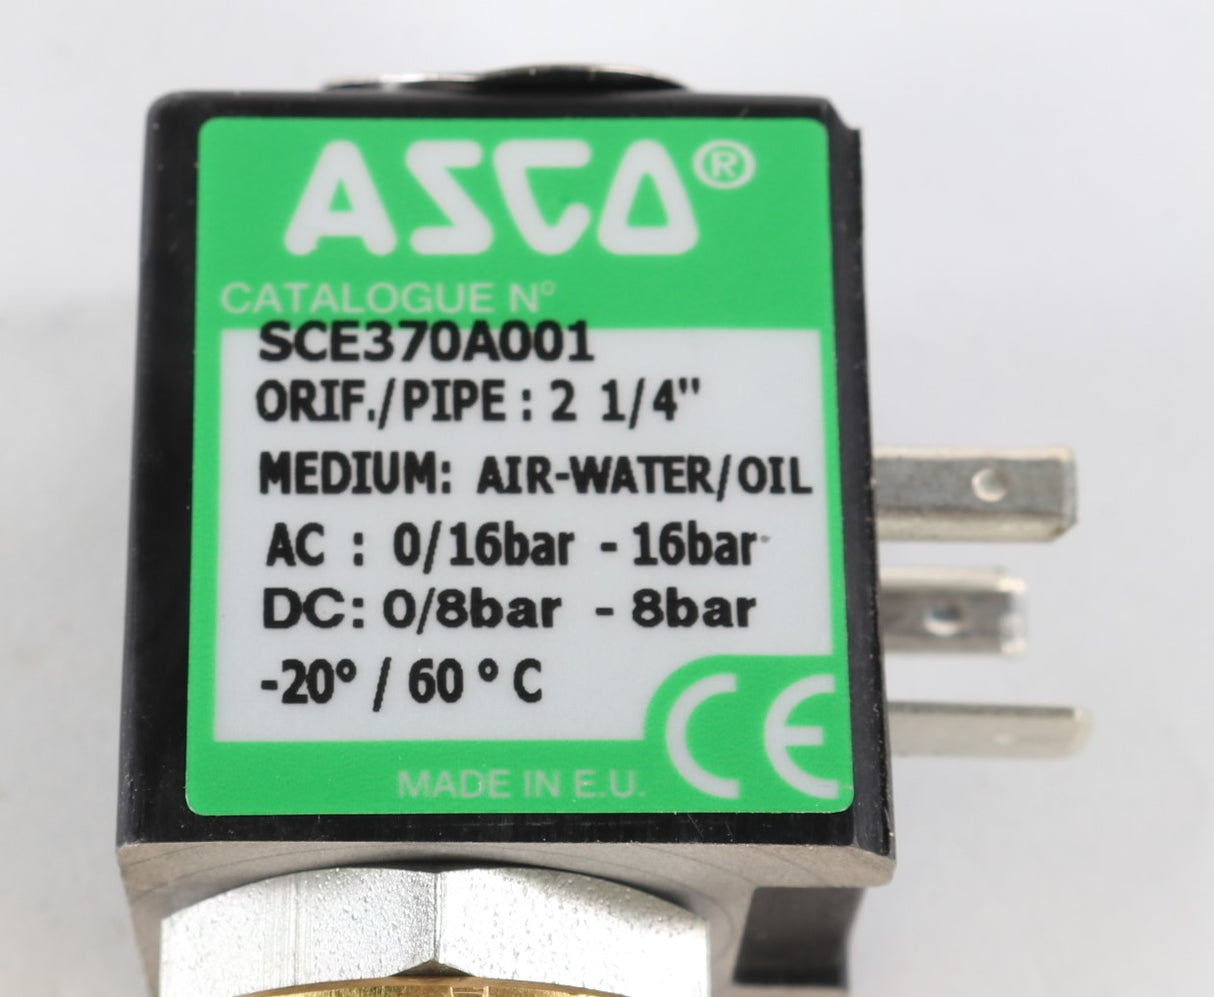 ASCO®
CATALOGUE N°
SCE370A001
ORIF./PIPE : 2 1/4"
MEDIUM: AIR-WATER/OIL
AC : 0/16bar - 16bar
DC: 0/8bar - 8bar
-20° / 60 ° C
CE
MADE IN E.U.